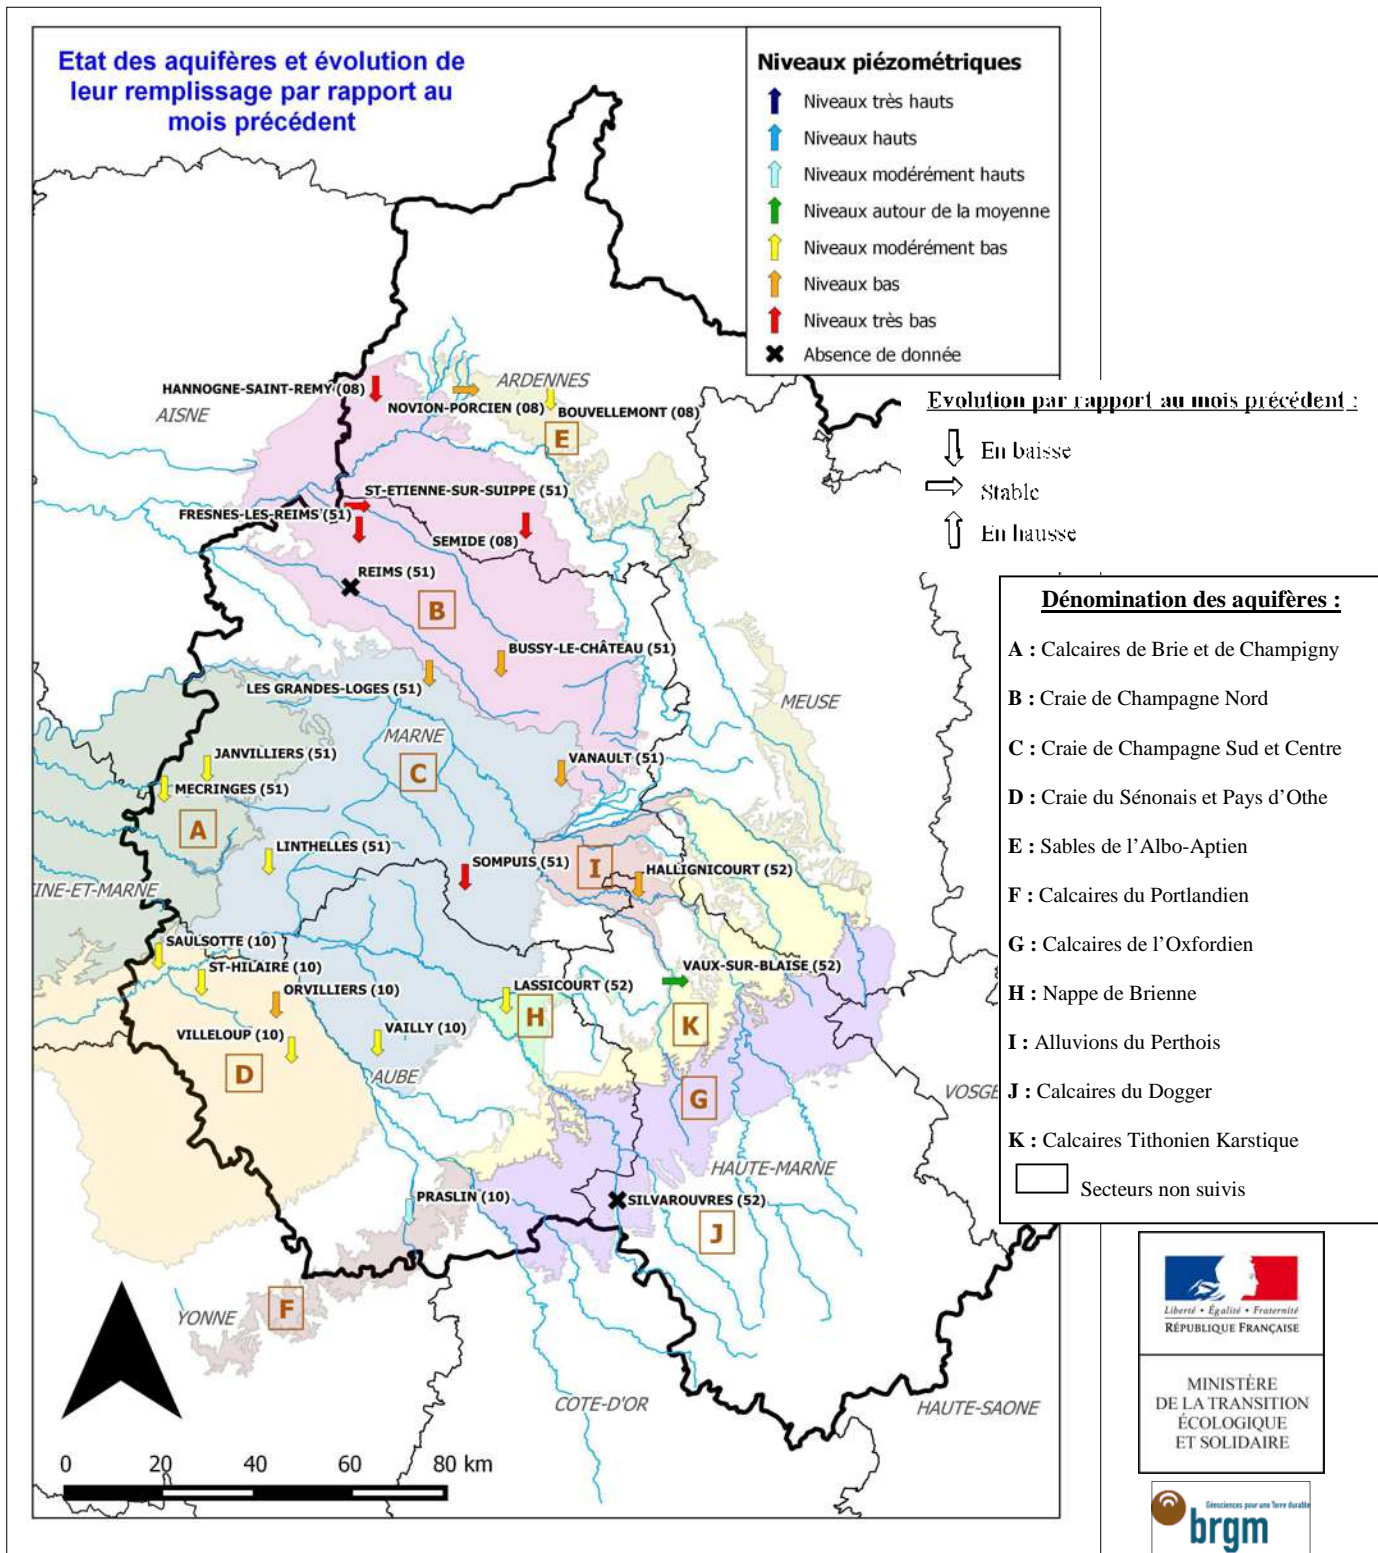 Etat des aquifères et évolution de
leur remplissage par rapport au
mois précédent
Niveaux piézométriques
Niveaux très hauts
Niveaux hauts
Niveaux modérément hauts
Niveaux autour de la moyenne
Niveaux modérément bas
Niveaux bas
Niveaux très bas
Absence de donnée
Evolution par rapport au mois précédent :
En baisse
Stable
En hausse
Dénomination des aquifères :
A : Calcaires de Brie et de Champigny
B : Craie de Champagne Nord
C : Craie de Champagne Sud et Centre
D : Craie du Sénonais et Pays d'Othe
E : Sables de l'Albo-Aptien
F : Calcaires du Portlandien
G : Calcaires de l'Oxfordien
H : Nappe de Brienne
I : Alluvions du Perthois
J : Calcaires du Dogger
K : Calcaires Tithonien Karstique
Secteurs non suivis
HANNOGNE-SAINT-REMY (08)
ARDENNES
AISNE
NOVION-PORCIEN (08)
BOUVELLEMONT (08)
E
ST-ETIENNE-SUR-SUIPPE (51)
FRESNES-LES-REIMS (51)
SEMIDE (08)
REIMS (51)
B
BUSSY-LE-CHÂTEAU (51)
LES GRANDES-LOGES (51)
MEUSE
MARNE
JANVILLIERS (51)
VANAULT (51)
C
MECRINGES (51)
A
LINTHELLES (51)
SOMPUIS (51)
I
HALLIGNICOURT (52)
INE-ET-MARNE
SAULSOTTE (10)
ST-HILAIRE (10)
VAUX-SUR-BLAISE (52)
ORVILLIERS (10)
LASSICOURT (52)
H
K
VILLELOUP (10)
VAILLY (10)
D
AUBE
G
VOSGE
HAUTE-MARNE
PRASLIN (10)
SILVAROUVRES (52)
J
YONNE
F
COTE-D'OR
HAUTE-SAONE
0 20 40 60 80 km
Liberté • Égalité • Fraternité
RÉPUBLIQUE FRANÇAISE
MINISTÈRE
DE LA TRANSITION
ÉCOLOGIQUE
ET SOLIDAIRE
Géosciences pour une Terre durable
brgm